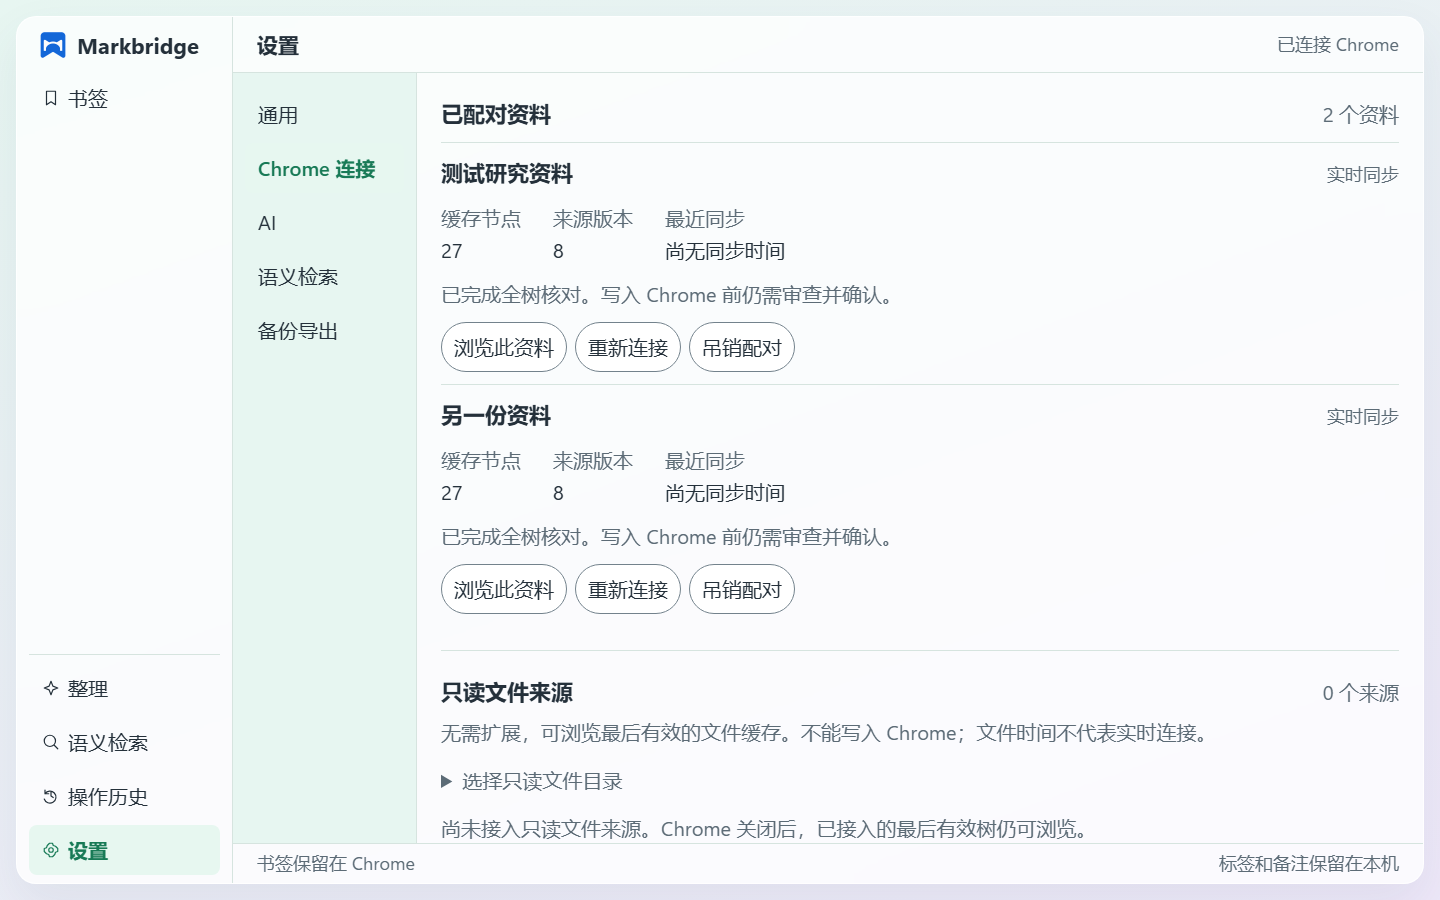 Markbridge
书签
整理
语义检索
操作历史
设置
设置
已连接 Chrome
通用
Chrome 连接
AI
语义检索
备份导出
已配对资料
2 个资料
测试研究资料
实时同步
缓存节点 来源版本 最近同步
27 8 尚无同步时间
已完成全树核对。写入 Chrome 前仍需审查并确认。
浏览此资料 重新连接 吊销配对
另一份资料
实时同步
缓存节点 来源版本 最近同步
27 8 尚无同步时间
已完成全树核对。写入 Chrome 前仍需审查并确认。
浏览此资料 重新连接 吊销配对
只读文件来源
0 个来源
无需扩展，可浏览最后有效的文件缓存。不能写入 Chrome；文件时间不代表实时连接。
选择只读文件目录
尚未接入只读文件来源。Chrome 关闭后，已接入的最后有效树仍可浏览。
书签保留在 Chrome
标签和备注保留在本机